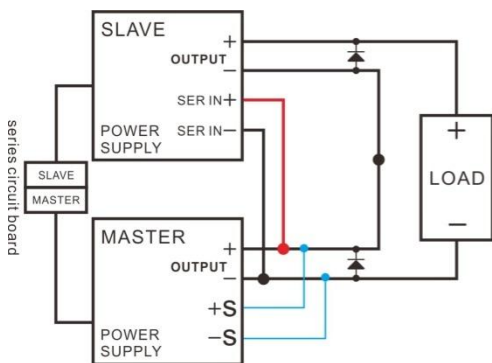 SLAVE
+
OUTPUT
−
SER IN +
SER IN −
POWER
SUPPLY
series circuit board
SLAVE
MASTER
+
LOAD
−
MASTER
+
OUTPUT
−
+S
−S
POWER
SUPPLY